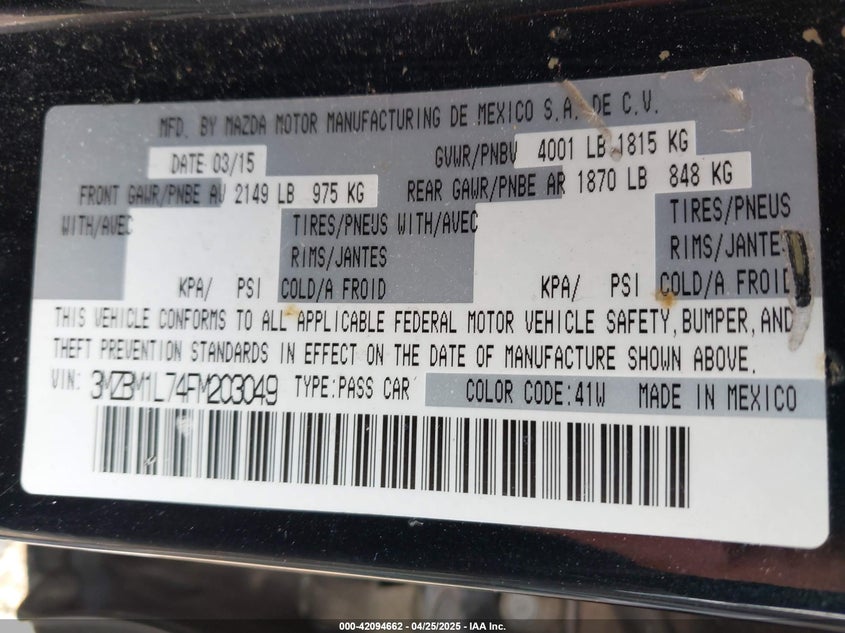 MFD. BY MAZDA MOTOR MANUFACTURING DE MEXICO S.A. DE C.V.
DATE 03/15 GVWR/PNBV 4001 LB 1815 KG
FRONT GAWR/PNBE AV 2149 LB 975 KG REAR GAWR/PNBE AR 1870 LB 848 KG
WITH/AVEC TIRES/PNEUS WITH/AVEC TIRES/PNEUS
RIMS/JANTES RIMS/JANTES
KPA/ PSI COLD/A FROID KPA/ PSI COLD/A FROID
THIS VEHICLE CONFORMS TO ALL APPLICABLE FEDERAL MOTOR VEHICLE SAFETY, BUMPER, AND
THEFT PREVENTION STANDARDS IN EFFECT ON THE DATE OF MANUFACTURE SHOWN ABOVE.
VIN: 3MZBM1L74FM203049 TYPE:PASS CAR COLOR CODE:41W MADE IN MEXICO
000-42094662 - 04/25/2025 - IAA Inc.